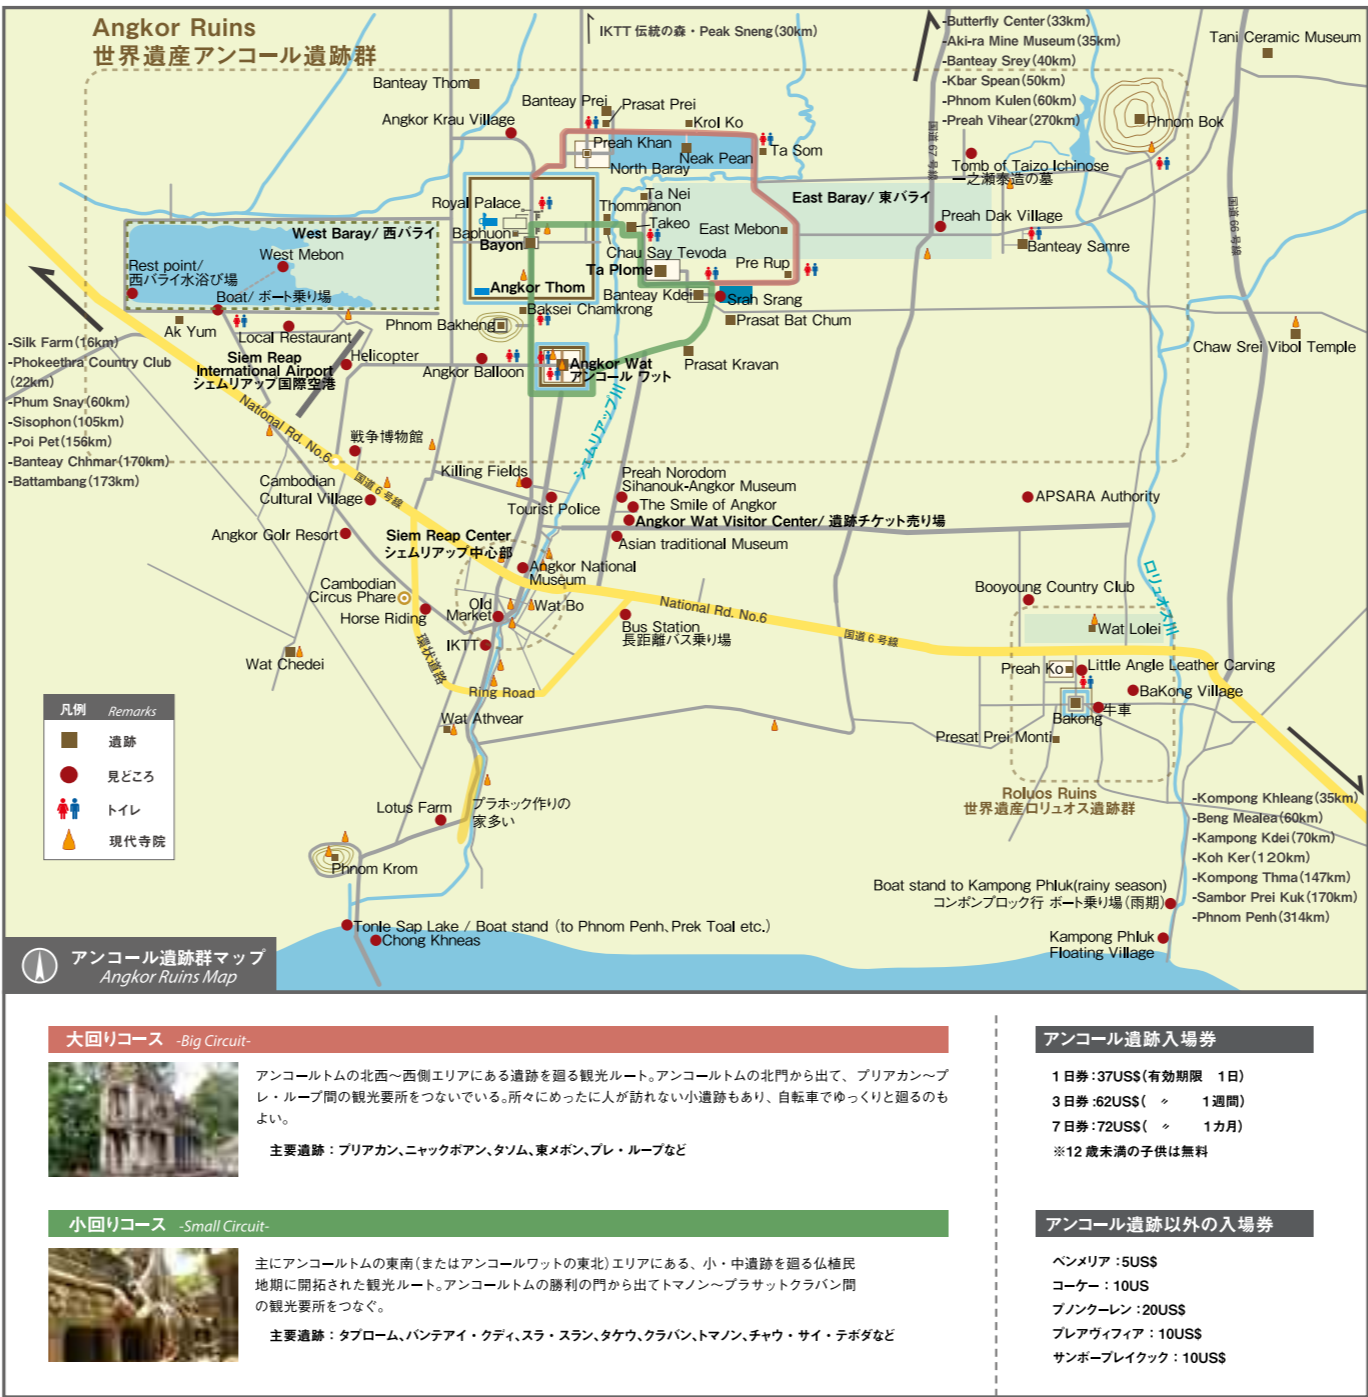 Angkor Ruins
世界遺産アンコール遺跡群
IKTT 伝統の森・Peak Sneng(30km)
-Butterfly Center(33km)
-Aki-ra Mine Museum(35km)
-Banteay Srey(40km)
-Kbar Spean(50km)
-Phnom Kulen(60km)
-Preah Vihear(270km)
Tani Ceramic Museum
Banteay Thom
Angkor Krau Village
Banteay Prei
Prasat Prei
Krol Ko
Preah Khan
Neak Pean
North Baray
Ta Som
Phnom Bok
国道 67 号線
Tomb of Taizo Ichinose
一之瀬泰造の墓
国道 66 号線
Royal Palace
Baphuon
Bayon
Thommanon
Ta Nei
Takeo
East Mebon
East Baray/ 東バライ
Preah Dak Village
Banteay Samre
Chau Say Tevoda
Ta Plome
Pre Rup
West Baray/ 西バライ
West Mebon
Rest point/
西バライ水浴び場
Boat/ ボート乗り場
Angkor Thom
Banteay Kdei
Srah Srang
Baksei Chamkrong
Prasat Bat Chum
Phnom Bakheng
Ak Yum
Local Restaurant
Siem Reap
International Airport
シェムリアップ国際空港
Helicopter
Angkor Balloon
Angkor Wat
アンコール ワット
Prasat Kravan
Chaw Srei Vibol Temple
-Silk Farm(16km)
-Phokeethra Country Club
(22km)
-Phum Snay(60km)
-Sisophon(105km)
-Poi Pet(156km)
-Banteay Chhmar(170km)
-Battambang(173km)
National Rd. No.6
国道 6 号線
シェムリアップ川
戦争博物館
Cambodian
Cultural Village
Killing Fields
Tourist Police
Preah Norodom
Sihanouk-Angkor Museum
The Smile of Angkor
Angkor Wat Visitor Center/ 遺跡チケット売り場
Asian traditional Museum
APSARA Authority
Angkor Golr Resort
Siem Reap Center
シェムリアップ中心部
Angkor National
Museum
Cambodian
Circus Phare
Horse Riding
Old
Market
Wat Bo
IKTT
Bus Station
長距離バス乗り場
National Rd. No.6
国道 6 号線
Booyoung Country Club
ロリュオス川
Wat Lolei
Wat Chedei
環状道路
Ring Road
Preah Ko
Little Angle Leather Carving
BaKong Village
Bakong
牛車
Presat Prei Monti
Wat Athvear
Roluos Ruins
世界遺産ロリュオス遺跡群
凡例 Remarks
遺跡
見どころ
トイレ
現代寺院
Lotus Farm
プラホック作りの
家多い
Phnom Krom
-Kompong Khleang(35km)
-Beng Mealea(60km)
-Kampong Kdei(70km)
-Koh Ker(120km)
-Kompong Thma(147km)
-Sambor Prei Kuk(170km)
-Phnom Penh(314km)
Boat stand to Kampong Phluk(rainy season)
コンポンプロック行 ボート乗り場(雨期)
Tonle Sap Lake / Boat stand (to Phnom Penh、Prek Toal etc.)
Chong Khneas
Kampong Phluk
Floating Village
アンコール遺跡群マップ
Angkor Ruins Map
大回りコース -Big Circuit-
アンコールトムの北西〜西側エリアにある遺跡を廻る観光ルート。アンコールトムの北門から出て、プリアカン〜プ
レ・ループ間の観光要所をつないでいる。所々にめったに人が訪れない小遺跡もあり、自転車でゆっくりと廻るのも
よい。
主要遺跡：プリアカン、ニャックポアン、タソム、東メボン、プレ・ループなど
小回りコース -Small Circuit-
主にアンコールトムの東南(またはアンコールワットの東北)エリアにある、小・中遺跡を廻る仏植民
地期に開拓された観光ルート。アンコールトムの勝利の門から出てトマノン〜プラサットクラバン間
の観光要所をつなぐ。
主要遺跡：タプローム、バンテアイ・クディ、スラ・スラン、タケウ、クラバン、トマノン、チャウ・サイ・テボダなど
アンコール遺跡入場券
1 日券：37US$(有効期限 1日)
3 日券：62US$( 〃 1週間)
7 日券：72US$( 〃 1カ月)
※12 歳未満の子供は無料
アンコール遺跡以外の入場券
ベンメリア：5US$
コーケー：10US
プノンクーレン：20US$
プレアヴィフィア：10US$
サンボープレイクック：10US$